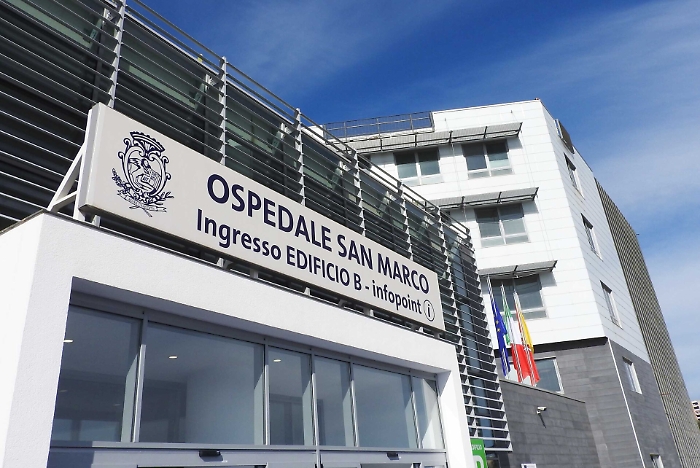 OSPEDALE SAN MARCO
Ingresso EDIFICIO B - infopoint i